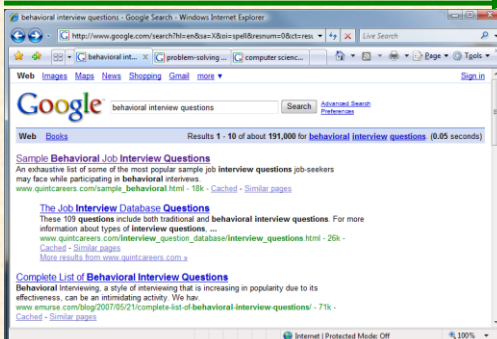 behavioral interview questions - Google Search - Windows Internet Explorer
http://www.google.com/search?hl=en&sa=X&oi=spell&resnum=0&ct=resu
Live Search
behavioral int...
problem-solving ...
computer scienc...
Page
Tools
Web Images Maps News Shopping Gmail more ▼ Sign in
Google
behavioral interview questions
Search
Advanced Search
Preferences
Web Books Results 1 - 10 of about 191,000 for behavioral interview questions. (0.05 seconds)
Sample Behavioral Job Interview Questions
An exhaustive list of some of the most popular sample job interview questions job-seekers
may face while participating in behavioral interivews.
www.quintcareers.com/sample_behavioral.html - 18k - Cached - Similar pages
The Job Interview Database Questions
These 109 questions include both traditional and behavioral interview questions. For more
information about types of interview questions, ...
www.quintcareers.com/interview_question_database/interview_questions.html - 26k -
Cached - Similar pages
More results from www.quintcareers.com »
Complete List of Behavioral Interview Questions
Behavioral Interviewing, a style of interviewing that is increasing in popularity due to its
effectiveness, can be an intimidating activity. We hav.
www.emurse.com/blog/2007/05/21/complete-list-of-behavioral-interview-questions/ - 71k -
Cached - Similar pages
Internet | Protected Mode: Off 100%